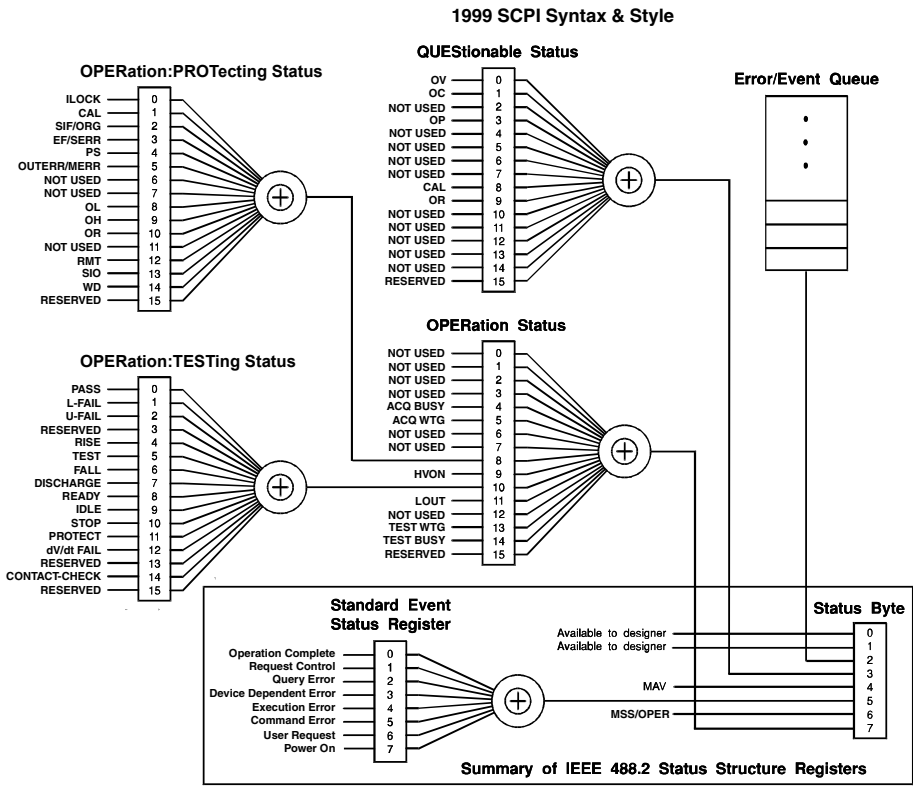 1999 SCPI Syntax & Style
OPERation:PROTecting Status
ILOCK 0
CAL 1
SIF/ORG 2
EF/SERR 3
PS 4
OUTERR/MERR 5
NOT USED 6
NOT USED 7
OL 8
OH 9
OR 10
NOT USED 11
RMT 12
SIO 13
WD 14
RESERVED 15
QUEStionable Status
OV 0
OC 1
NOT USED 2
OP 3
NOT USED 4
NOT USED 5
NOT USED 6
NOT USED 7
CAL 8
OR 9
NOT USED 10
NOT USED 11
NOT USED 12
NOT USED 13
NOT USED 14
RESERVED 15
Error/Event Queue
OPERation:TESTing Status
PASS 0
L-FAIL 1
U-FAIL 2
RESERVED 3
RISE 4
TEST 5
FALL 6
DISCHARGE 7
READY 8
IDLE 9
STOP 10
PROTECT 11
dV/dt FAIL 12
RESERVED 13
CONTACT-CHECK 14
RESERVED 15
OPERation Status
NOT USED 0
NOT USED 1
NOT USED 2
NOT USED 3
ACQ BUSY 4
ACQ WTG 5
NOT USED 6
NOT USED 7
8
HVON 9
10
LOUT 11
NOT USED 12
TEST WTG 13
TEST BUSY 14
RESERVED 15
Standard Event
Status Register
Operation Complete 0
Request Control 1
Query Error 2
Device Dependent Error 3
Execution Error 4
Command Error 5
User Request 6
Power On 7
Status Byte
Available to designer 0
Available to designer 1
2
3
MAV 4
5
MSS/OPER 6
7
Summary of IEEE 488.2 Status Structure Registers